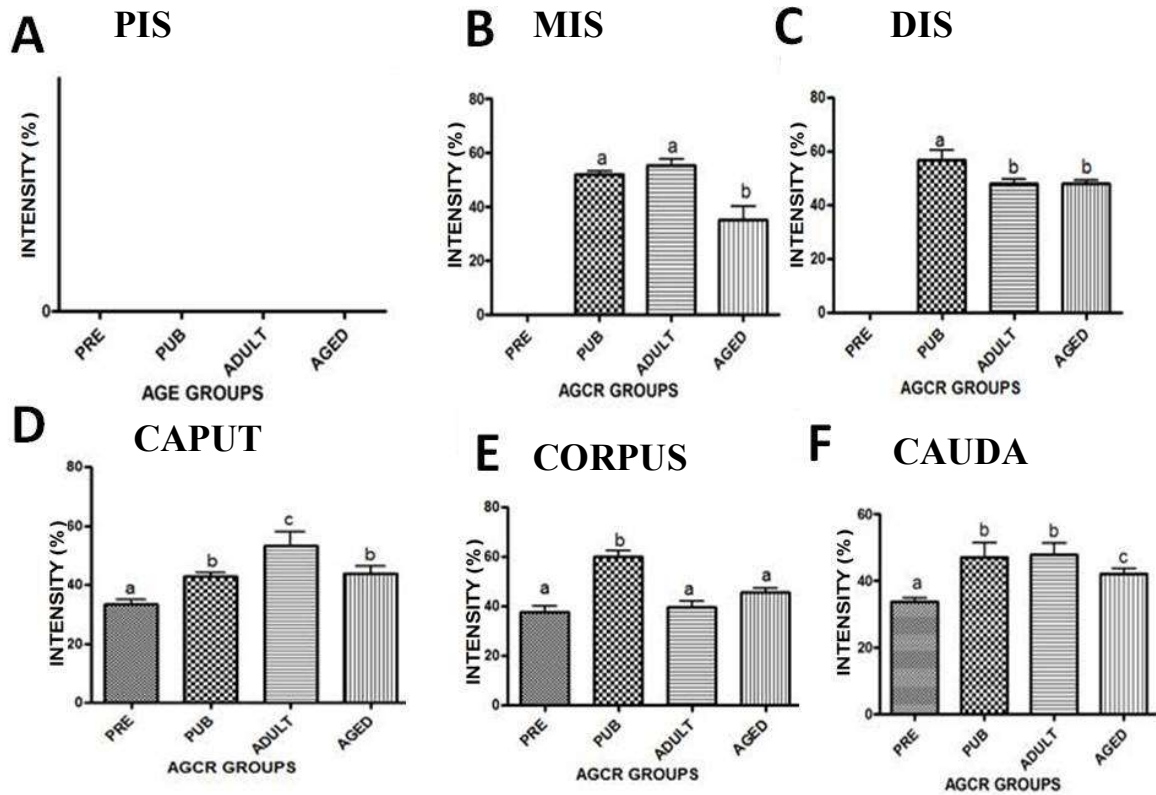 A PIS
INTENSITY (%)
0
PRE PUB ADULT AGED
AGE GROUPS
B MIS
INTENSITY (%)
80
60
40
20
0
a a b
PRE PUB ADULT AGED
AGCR GROUPS
C DIS
INTENSITY (%)
80
60
40
20
0
a b b
PRE PUB ADULT AGED
AGCR GROUPS
D CAPUT
INTENSITY (%)
80
60
40
20
0
a b c b
PRE PUB ADULT AGED
AGCR GROUPS
E CORPUS
INTENSITY (%)
80
60
40
20
0
a b a a
PRE PUB ADULT AGED
AGCR GROUPS
F CAUDA
INTENSITY (%)
60
40
20
0
a b b c
PRE PUB ADULT AGED
AGCR GROUPS